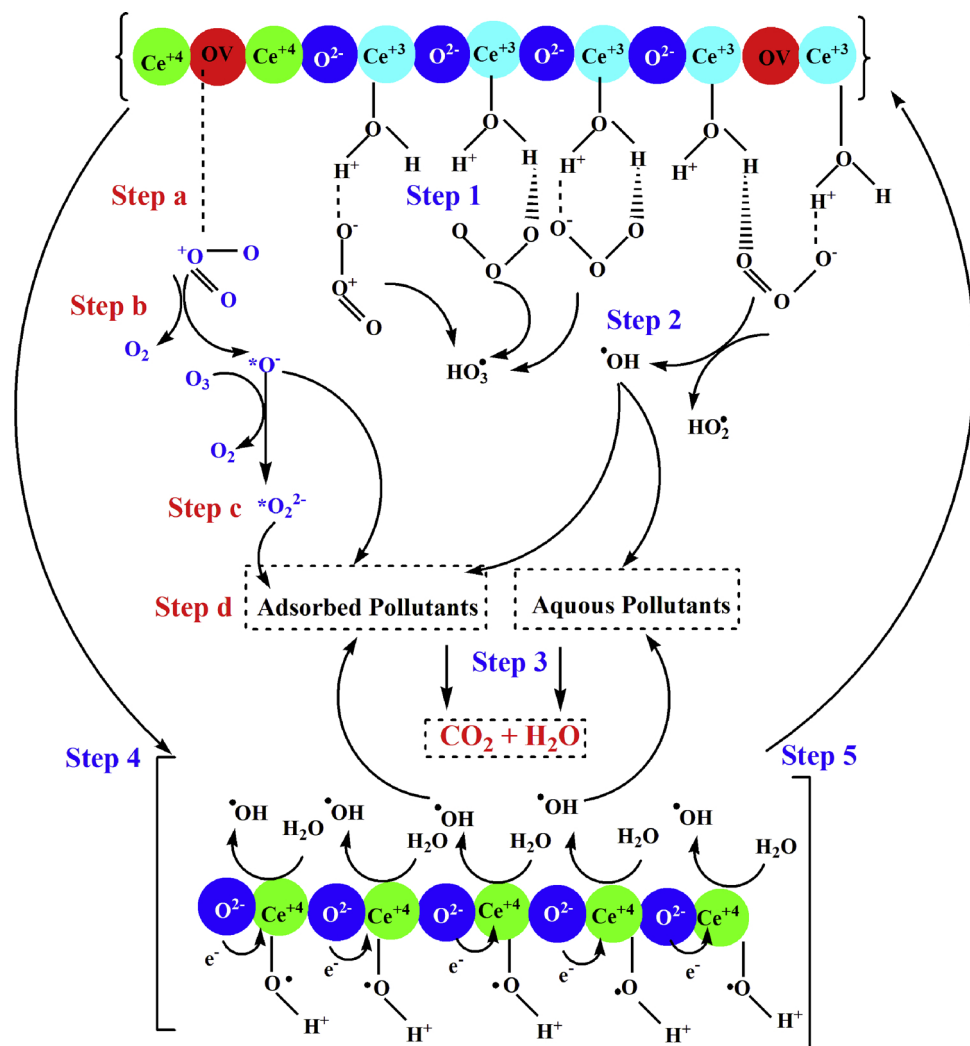 { Ce+4 OV Ce+4 O2- Ce+3 O2- Ce+3 O2- Ce+3 O2- Ce+3 OV Ce+3 }
O O O O
H+ H H+ H H+ H H+ H O
H+ H
Step a
Step 1
O- O O O- O O O-
+O O
O
O+ O O O
O
Step b
Step 2
O2
*O-
O3
HO3•
•OH
HO2•
O2
Step c
*O22-
Step d
Adsorbed Pollutants
Aquous Pollutants
Step 3
CO2 + H2O
Step 4
Step 5
•OH H2O •OH H2O •OH H2O •OH H2O •OH H2O
O2- Ce+4 O2- Ce+4 O2- Ce+4 O2- Ce+4 O2- Ce+4
e- e- e- e- e-
O• •O •O •O •O
H+ H+ H+ H+ H+